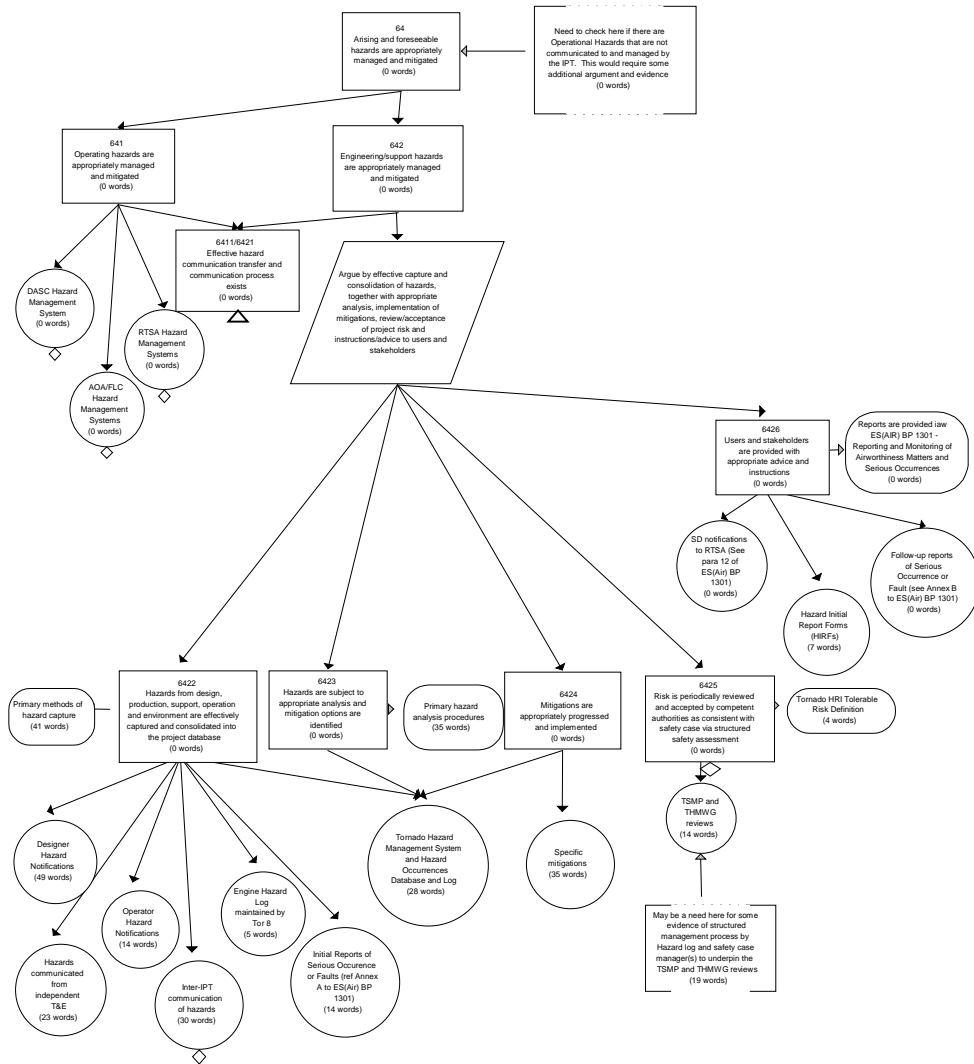 64
Arising and foreseeable
hazards are appropriately
managed and mitigated
(0 words)
Need to check here if there are
Operational Hazards that are not
communicated to and managed by
the IPT. This would require some
additional argument and evidence
(0 words)
641
Operating hazards are
appropriately managed
and mitigated
(0 words)
642
Engineering/support hazards
are appropriately managed
and mitigated
(0 words)
6411/6421
Effective hazard
communication transfer and
communication process
exists
(0 words)
Argue by effective capture and
consolidation of hazards,
together with appropriate
analysis, implementation of
mitigations, review/acceptance
of project risk and
instructions/advice to users and
stakeholders
DASC Hazard
Management
System
(0 words)
RTSA Hazard
Management
Systems
(0 words)
AOA/FLC
Hazard
Management
Systems
(0 words)
6426
Users and stakeholders
are provided with
appropriate advice and
instructions
(0 words)
Reports are provided iaw
ES(AIR) BP 1301 -
Reporting and Monitoring of
Airworthiness Matters and
Serious Occurrences
(0 words)
SD notifications
to RTSA (See
para 12 of
ES(Air) BP
1301)
(0 words)
Hazard Initial
Report Forms
(HIRFs)
(7 words)
Follow-up reports
of Serious
Occurrence or
Fault (see Annex B
to ES(Air) BP 1301)
(0 words)
Primary methods of
hazard capture
(41 words)
6422
Hazards from design,
production, support, operation
and environment are effectively
captured and consolidated into
the project database
(0 words)
6423
Hazards are subject to
appropriate analysis and
mitigation options are
identified
(0 words)
Primary hazard
analysis procedures
(35 words)
6424
Mitigations are
appropriately progressed
and implemented
(0 words)
6425
Risk is periodically reviewed
and accepted by competent
authorities as consistent with
safety case via structured
safety assessment
(0 words)
Tornado HRI Tolerable
Risk Definition
(4 words)
Designer
Hazard
Notifications
(49 words)
Hazards
communicated
from
independent
T&E
(23 words)
Operator
Hazard
Notifications
(14 words)
Inter-IPT
communication
of hazards
(30 words)
Engine Hazard
Log
maintained by
Tor 8
(5 words)
Initial Reports of
Serious Occurence
or Faults (ref Annex
A to ES(Air) BP
1301)
(14 words)
Tornado Hazard
Management System
and Hazard
Occurrences
Database and Log
(28 words)
Specific
mitigations
(35 words)
TSMP and
THMWG
reviews
(14 words)
May be a need here for some
evidence of structured
management process by
Hazard log and safety case
manager(s) to underpin the
TSMP and THMWG reviews
(19 words)